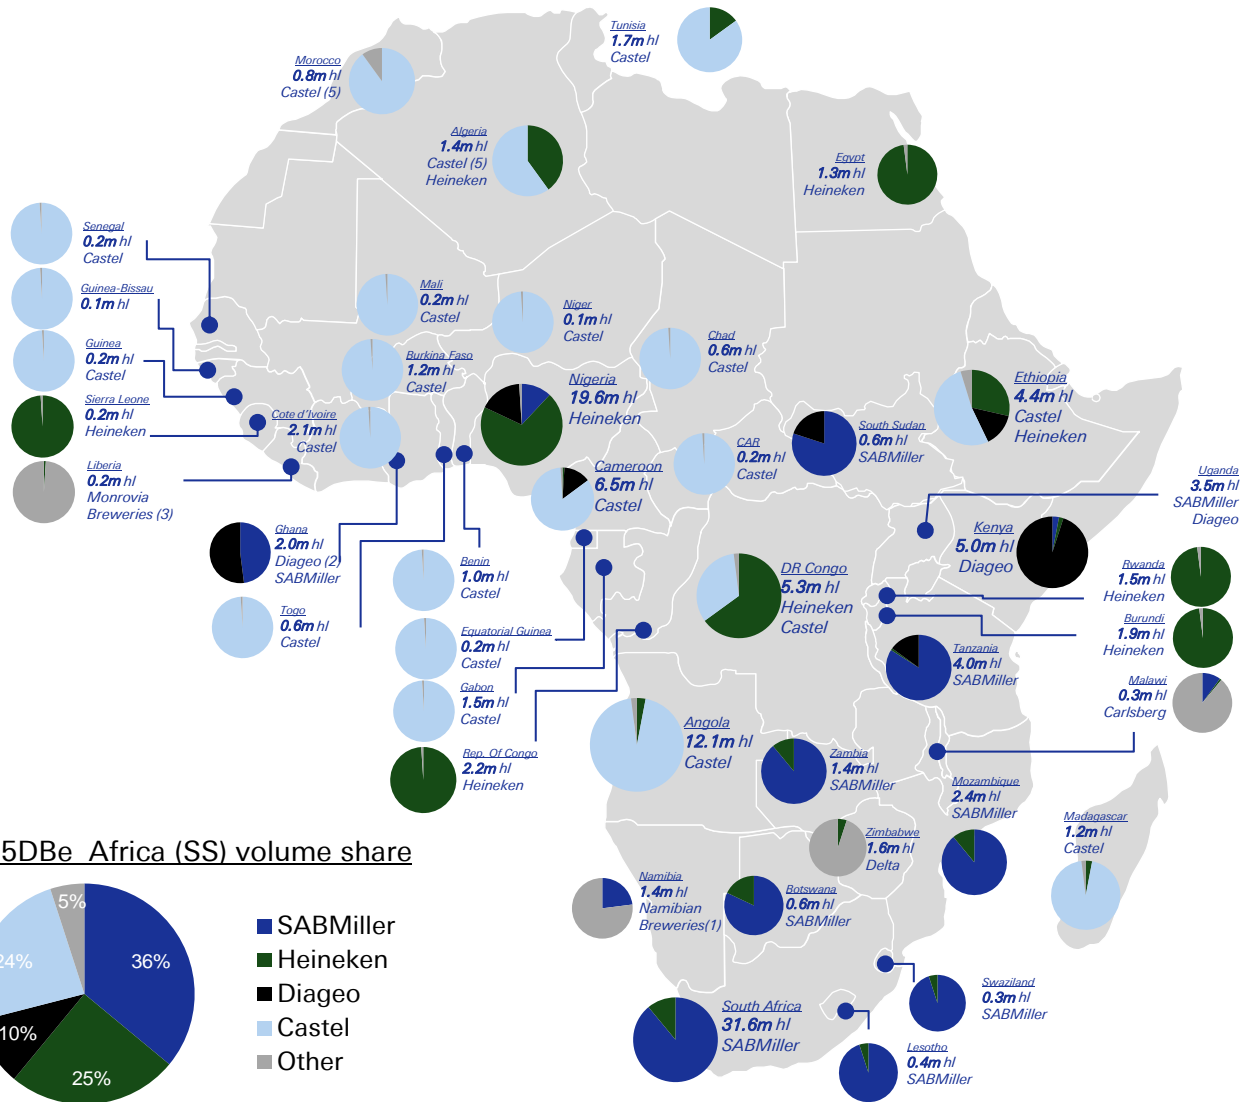 Tunisia
1.7m hl
Castel
Morocco
0.8m hl
Castel (5)
Algeria
1.4m hl
Castel (5)
Heineken
Egypt
1.3m hl
Heineken
Senegal
0.2m hl
Castel
Guinea-Bissau
0.1m hl
Guinea
0.2m hl
Castel
Sierra Leone
0.2m hl
Heineken
Liberia
0.2m hl
Monrovia
Breweries (3)
Mali
0.2m hl
Castel
Niger
0.1m hl
Castel
Chad
0.6m hl
Castel
Burkina Faso
1.2m hl
Castel
Cote d'Ivoire
2.1m hl
Castel
Nigeria
19.6m hl
Heineken
Cameroon
6.5m hl
Castel
CAR
0.2m hl
Castel
South Sudan
0.6m hl
SABMiller
Ethiopia
4.4m hl
Castel
Heineken
Uganda
3.5m hl
SABMiller
Diageo
Kenya
5.0m hl
Diageo
Rwanda
1.5m hl
Heineken
Burundi
1.9m hl
Heineken
Malawi
0.3m hl
Carlsberg
Ghana
2.0m hl
Diageo (2)
SABMiller
Togo
0.6m hl
Castel
Benin
1.0m hl
Castel
Equatorial Guinea
0.2m hl
Castel
Gabon
1.5m hl
Castel
Rep. Of Congo
2.2m hl
Heineken
DR Congo
5.3m hl
Heineken
Castel
Tanzania
4.0m hl
SABMiller
Angola
12.1m hl
Castel
Zambia
1.4m hl
SABMiller
Mozambique
2.4m hl
SABMiller
Madagascar
1.2m hl
Castel
Zimbabwe
1.6m hl
Delta
Namibia
1.4m hl
Namibian
Breweries(1)
Botswana
0.6m hl
SABMiller
Swaziland
0.3m hl
SABMiller
South Africa
31.6m hl
SABMiller
Lesotho
0.4m hl
SABMiller
5DBe Africa (SS) volume share
5%
36%
24%
10%
25%
SABMiller
Heineken
Diageo
Castel
Other